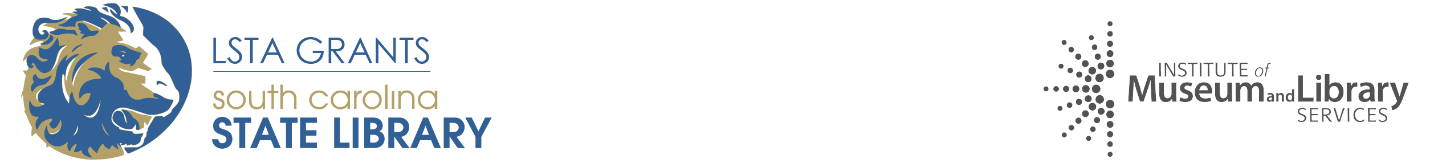 LSTA GRANTS
south carolina
STATE LIBRARY
INSTITUTE of
Museum and Library
SERVICES